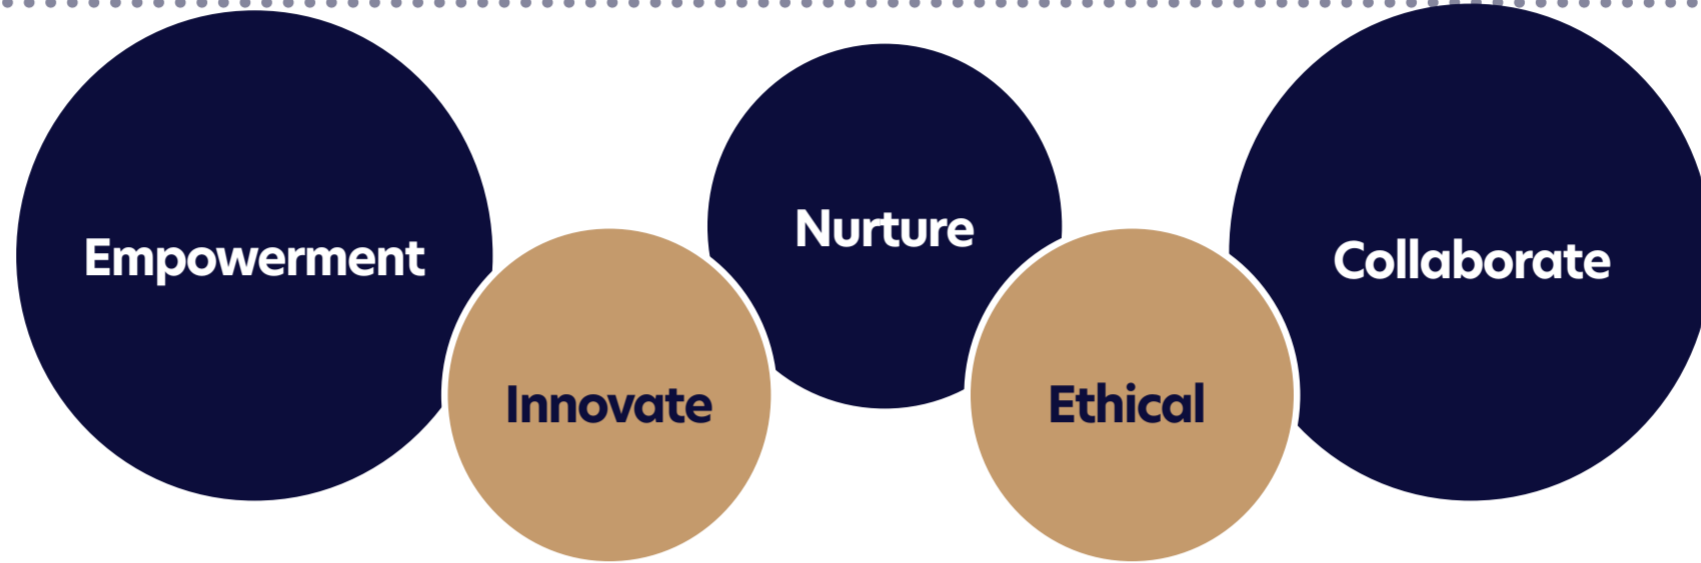 Empowerment
Innovate
Nurture
Ethical
Collaborate